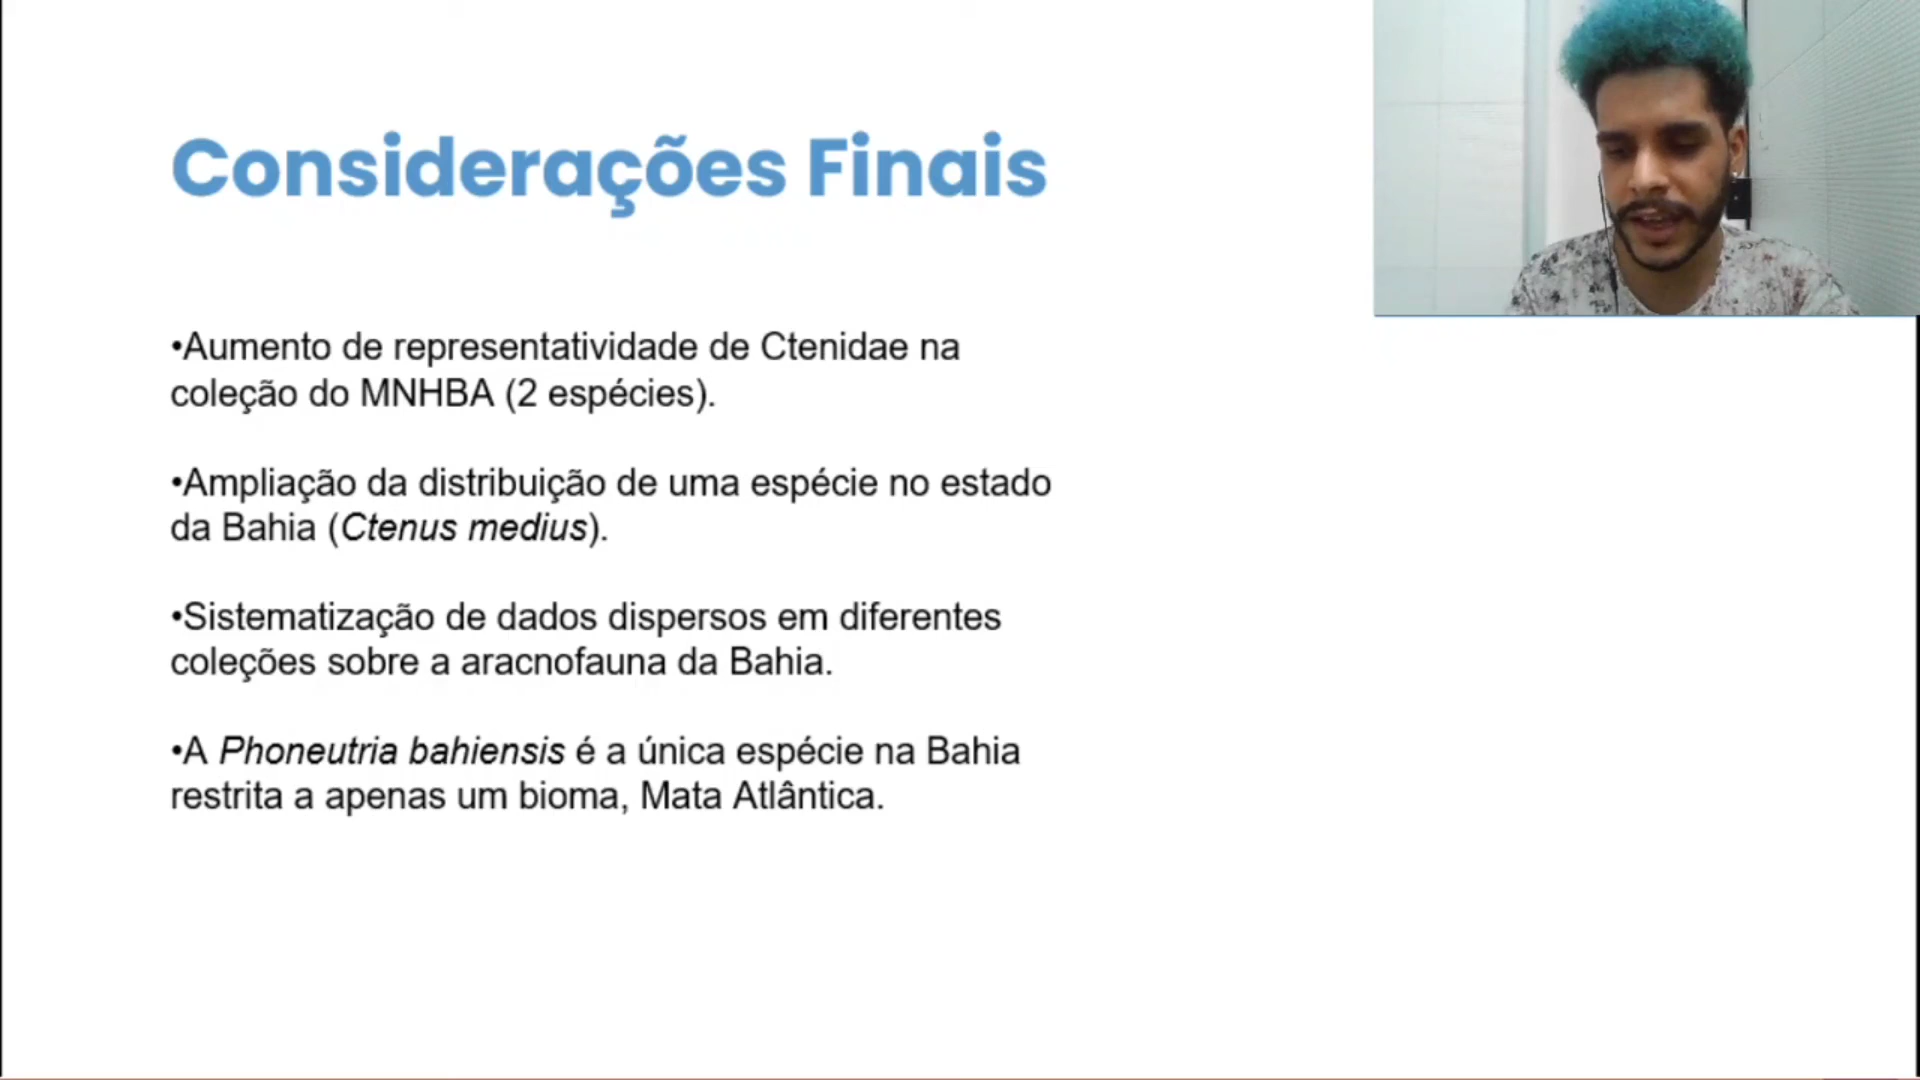 Considerações Finais
•Aumento de representatividade de Ctenidae na
coleção do MNHBA (2 espécies).
•Ampliação da distribuição de uma espécie no estado
da Bahia (Ctenus medius).
•Sistematização de dados dispersos em diferentes
coleções sobre a aracnofauna da Bahia.
•A Phoneutria bahiensis é a única espécie na Bahia
restrita a apenas um bioma, Mata Atlântica.